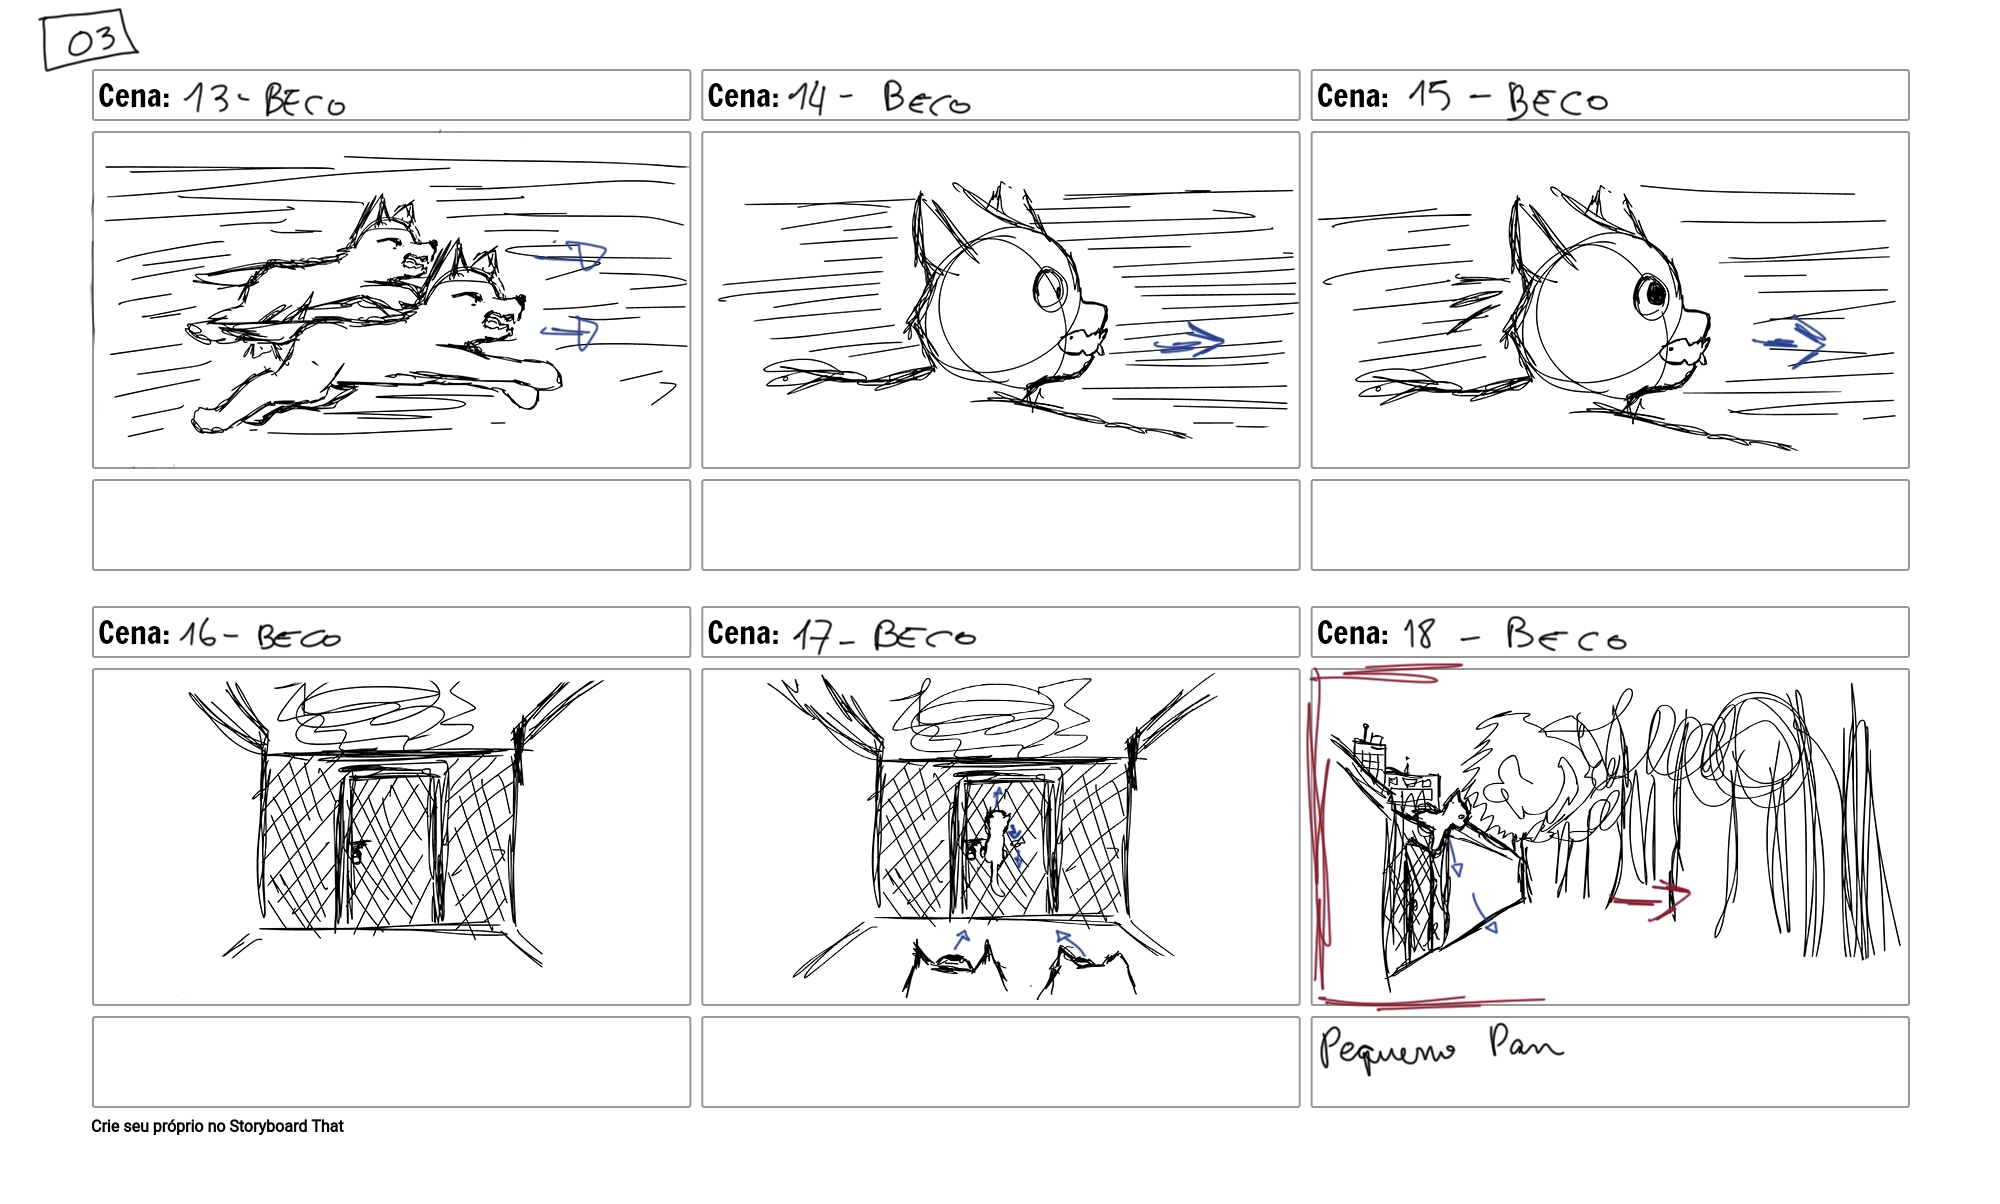 03
Cena: 13 - BECO
Cena: 14 - BECO
Cena: 15 - BECO
Cena: 16 - BECO
Cena: 17 - BECO
Cena: 18 - BECO
Pequeno Pan
Crie seu próprio no Storyboard That